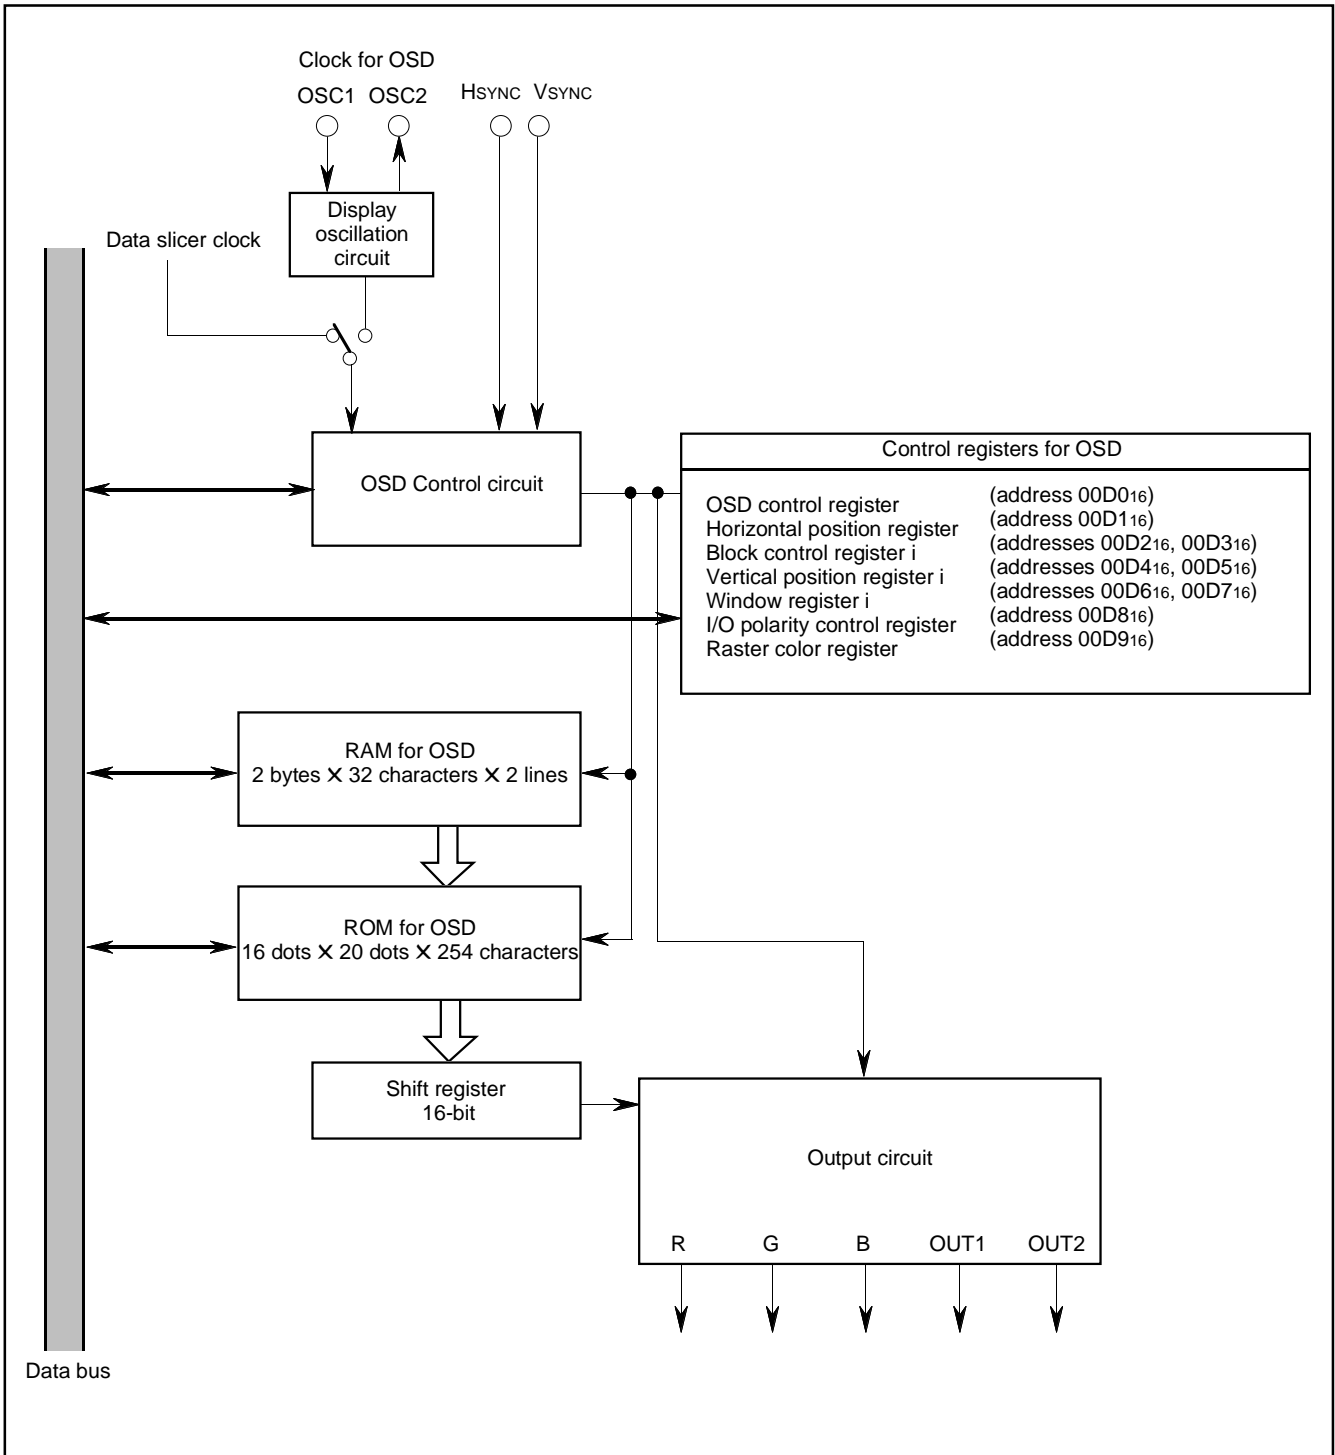 Clock for OSD
OSC1 OSC2 HSYNC VSYNC
Display
oscillation
circuit
Data slicer clock
OSD Control circuit
Control registers for OSD
OSD control register (address 00D016)
Horizontal position register (address 00D116)
Block control register i (addresses 00D216, 00D316)
Vertical position register i (addresses 00D416, 00D516)
Window register i (addresses 00D616, 00D716)
I/O polarity control register (address 00D816)
Raster color register (address 00D916)
RAM for OSD
2 bytes × 32 characters × 2 lines
ROM for OSD
16 dots × 20 dots × 254 characters
Shift register
16-bit
Output circuit
R G B OUT1 OUT2
Data bus